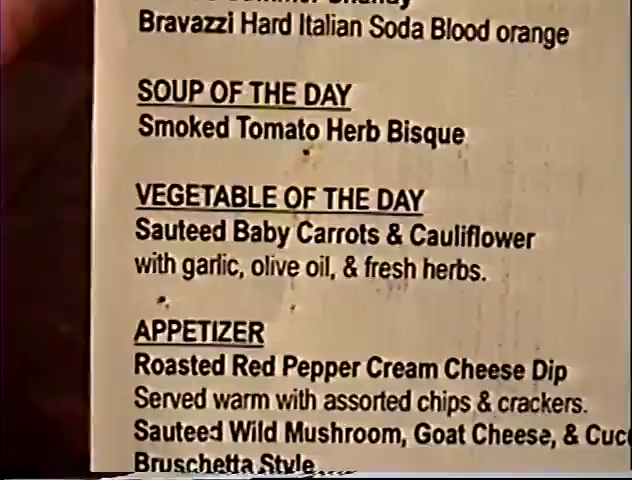 Bravazzi Hard Italian Soda Blood orange
SOUP OF THE DAY
Smoked Tomato Herb Bisque
VEGETABLE OF THE DAY
Sauteed Baby Carrots & Cauliflower
with garlic, olive oil, & fresh herbs.
APPETIZER
Roasted Red Pepper Cream Cheese Dip
Served warm with assorted chips & crackers.
Sauteed Wild Mushroom, Goat Cheese, &
Bruschetta Style